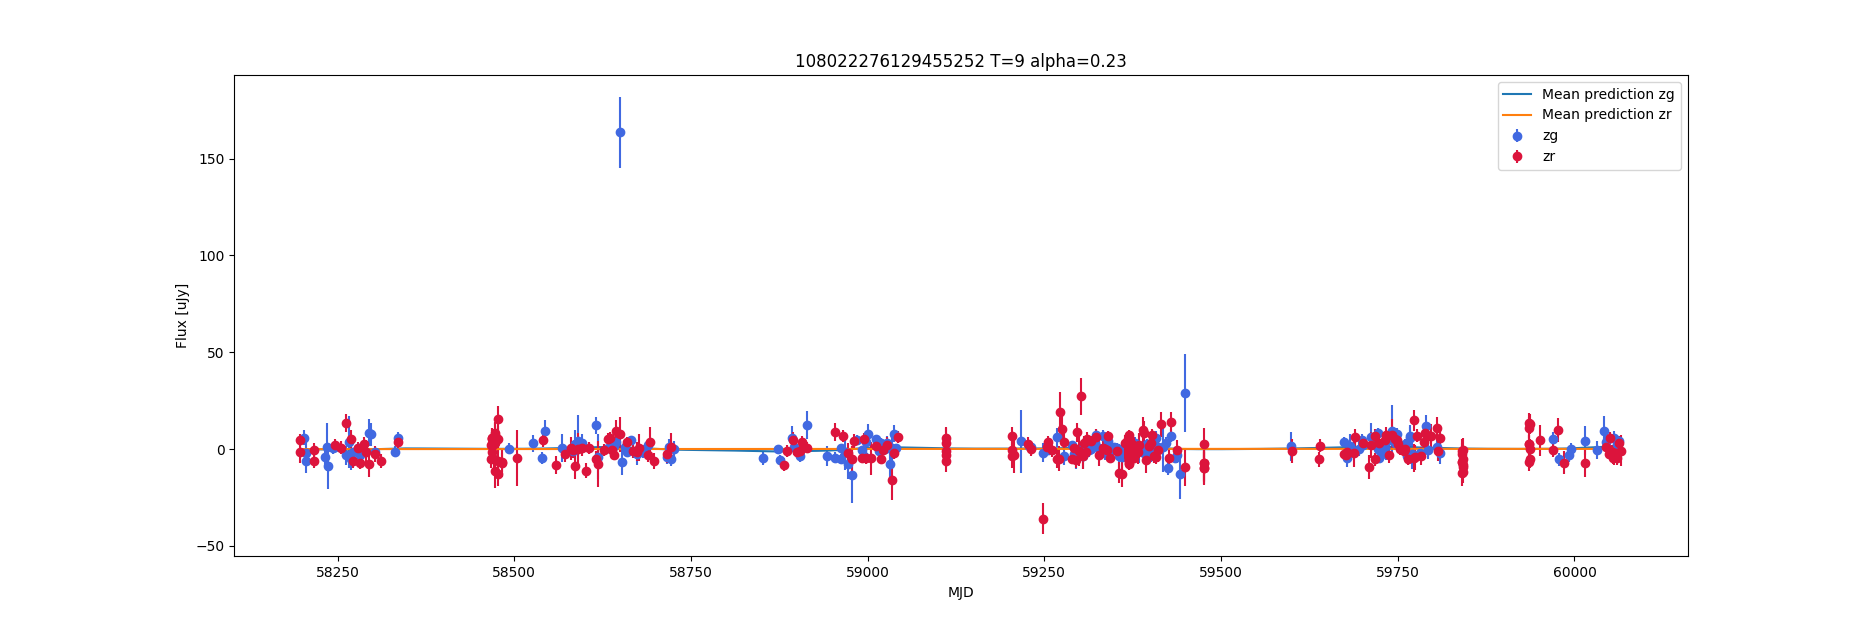 108022276129455252 T=9 alpha=0.23
Mean prediction zg
Mean prediction zr
zg
zr
150
100
50
0
−50
Flux [uJy]
58250
58500
58750
59000
59250
59500
59750
60000
MJD